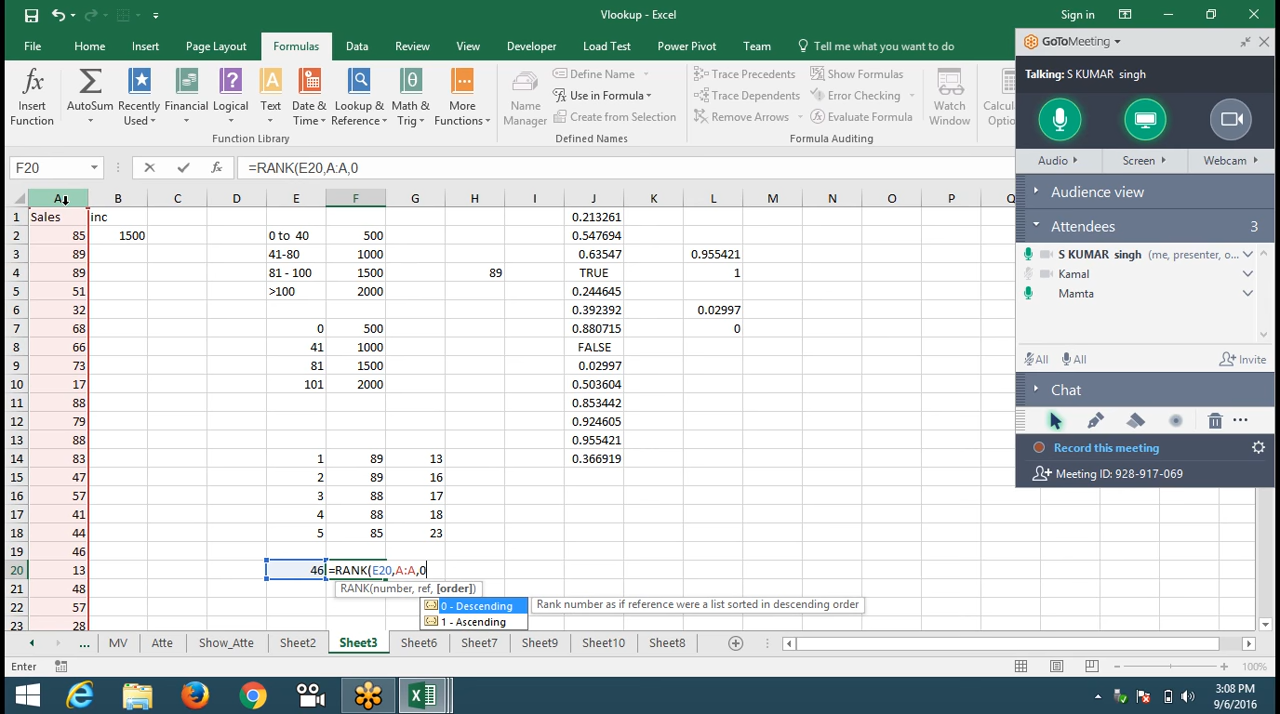 Vlookup - Excel
Sign in
File Home Insert Page Layout Formulas Data Review View Developer Load Test Power Pivot Team Tell me what you want to do
Insert Function
AutoSum
Recently Used
Financial
Logical
Text
Date & Time
Lookup & Reference
Math & Trig
More Functions
Function Library
Name Manager
Define Name
Use in Formula
Create from Selection
Defined Names
Trace Precedents
Trace Dependents
Remove Arrows
Show Formulas
Error Checking
Evaluate Formula
Formula Auditing
Watch Window
F20
fx
=RANK(E20,A:A,0
A B C D E F G H I J K L M N O P
1 Sales inc 0.213261
2 85 1500 0 to 40 500 0.547694
3 89 41-80 1000 0.63547 0.955421
4 89 81 - 100 1500 89 TRUE 1
5 51 >100 2000 0.244645
6 32 0.392392 0.02997
7 68 0 500 0.880715 0
8 66 41 1000 FALSE
9 73 81 1500 0.02997
10 17 101 2000 0.503604
11 88 0.853442
12 79 0.924605
13 88 0.955421
14 83 1 89 13 0.366919
15 47 2 89 16
16 57 3 88 17
17 41 4 88 18
18 44 5 85 23
19 46
20 13 46 =RANK(E20,A:A,0
21 48
22 57
23 28
RANK(number, ref, [order])
0 - Descending
1 - Ascending
Rank number as if reference were a list sorted in descending order
... MV Atte Show_Atte Sheet2 Sheet3 Sheet6 Sheet7 Sheet9 Sheet10 Sheet8
Enter
100%
GoToMeeting
Talking: S KUMAR singh
Audio Screen Webcam
Audience view
Attendees 3
S KUMAR singh (me, presenter, o...
Kamal
Mamta
All All Invite
Chat
Record this meeting
Meeting ID: 928-917-069
3:08 PM
9/6/2016